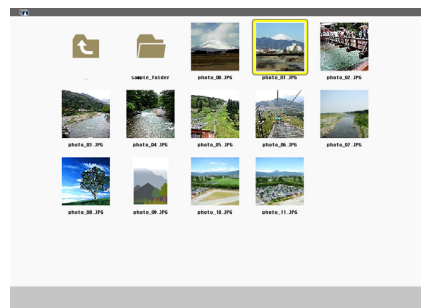 ..
sample_folder
photo_00.JPG
photo_01.JPG
photo_02.JPG
photo_03.JPG
photo_04.JPG
photo_05.JPG
photo_06.JPG
photo_07.JPG
photo_08.JPG
photo_09.JPG
photo_10.JPG
photo_11.JPG